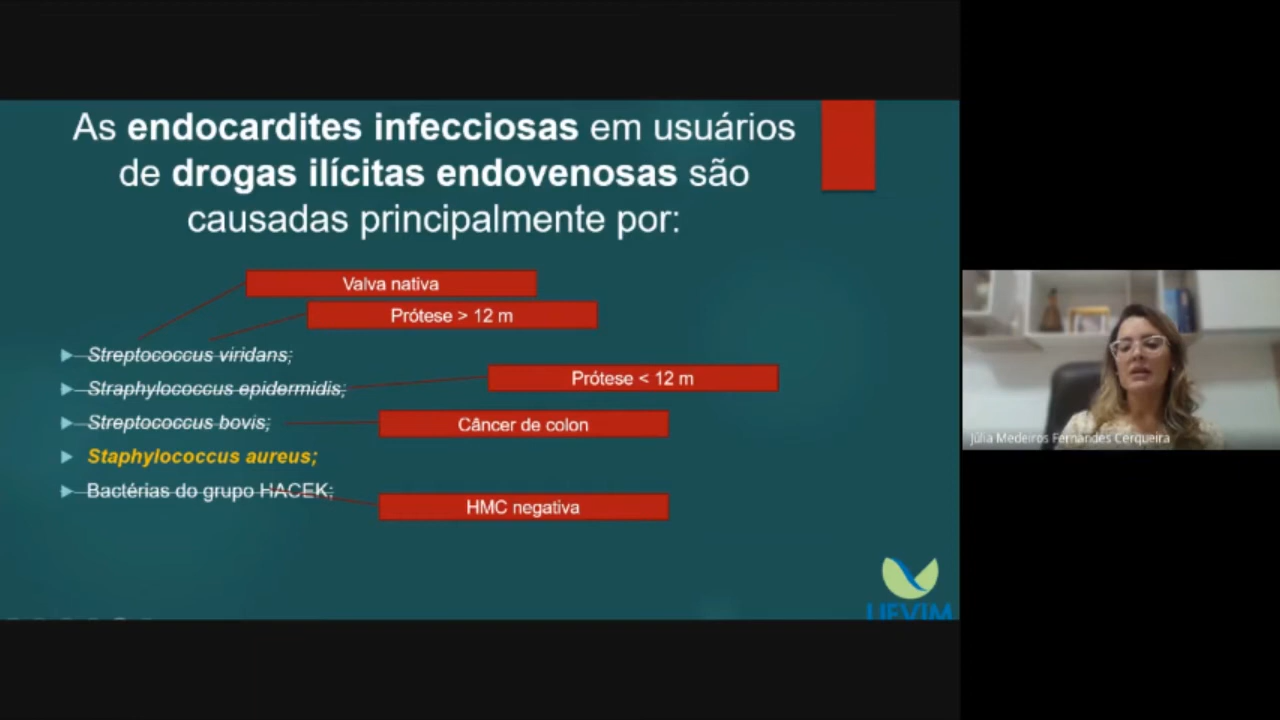 As endocardites infecciosas em usuários
de drogas ilícitas endovenosas são
causadas principalmente por:
Valva nativa
Prótese > 12 m
Streptococcus viridans;
Straphylococcus epidermidis;
Prótese < 12 m
Streptococcus bovis;
Câncer de colon
Staphylococcus aureus;
Bactérias do grupo HACEK;
HMC negativa
Júlia Medeiros Fernandes Cerqueira